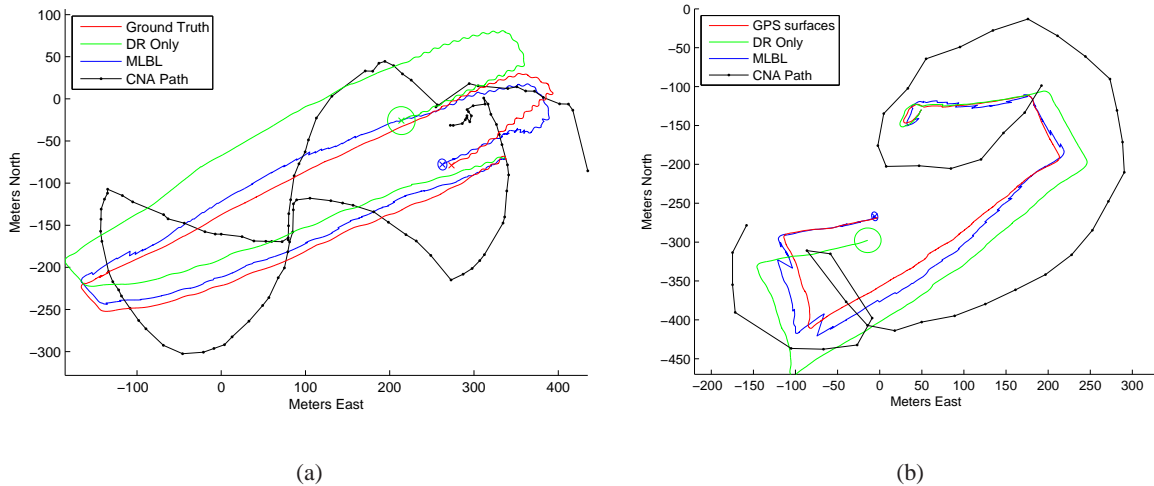 100
50
0
−50
−100
−150
−200
−250
−300
Meters North
−100
0
100
200
300
400
Meters East
Ground Truth
DR Only
MLBL
CNA Path
(a)
0
−50
−100
−150
−200
−250
−300
−350
−400
−450
Meters North
−200
−150
−100
−50
0
50
100
150
200
250
300
Meters East
GPS surfaces
DR Only
MLBL
CNA Path
(b)